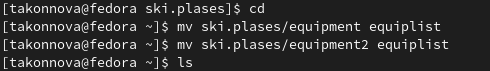 [takonnova@fedora ski.plases]$ cd
[takonnova@fedora ~]$ mv ski.plases/equipment equiplist
[takonnova@fedora ~]$ mv ski.plases/equipment2 equiplist
[takonnova@fedora ~]$ ls